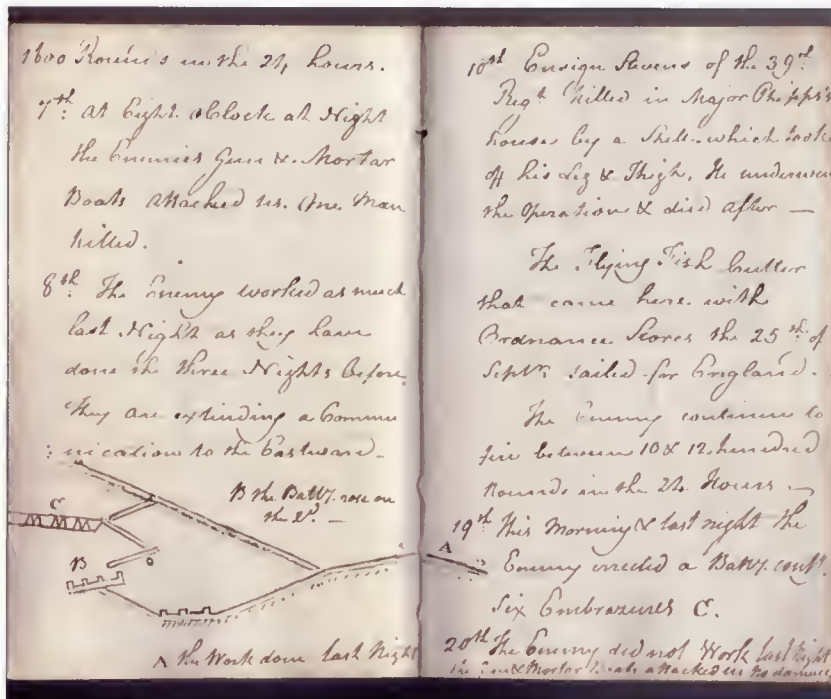 1600 Rounds in the 24 hours.
7th: At Eight oClock at Night
the Enemies Gun & Mortar
Boats attacked us. One Man
killed.
8th: The Enemy worked as much
last Night as they have
done the three Nights before,
They are extending a Commu
:nication to the Eastward-
B the Batty. rose on
the 2d. -
C
B
A the Work done last Night
10th Ensign Stevens of the 39th
Regt killed in Major Phipps's
houses by a Shell which took
off his Leg & Thigh, He underwent
the Operation & died after —
The Flying Fish Cutter
that came here with
Ordnance Stores the 25th: of
Septr. sailed for England.
The Enemy continue to
fire between 10 & 12 hundred
Rounds in the 24 Hours -
A
19th This Morning & last night the
Enemy erected a Batty. contg.
Six Embrazures C.
20th The Enemy did not Work last Night
the Gun & Mortar Boats attacked us no damage